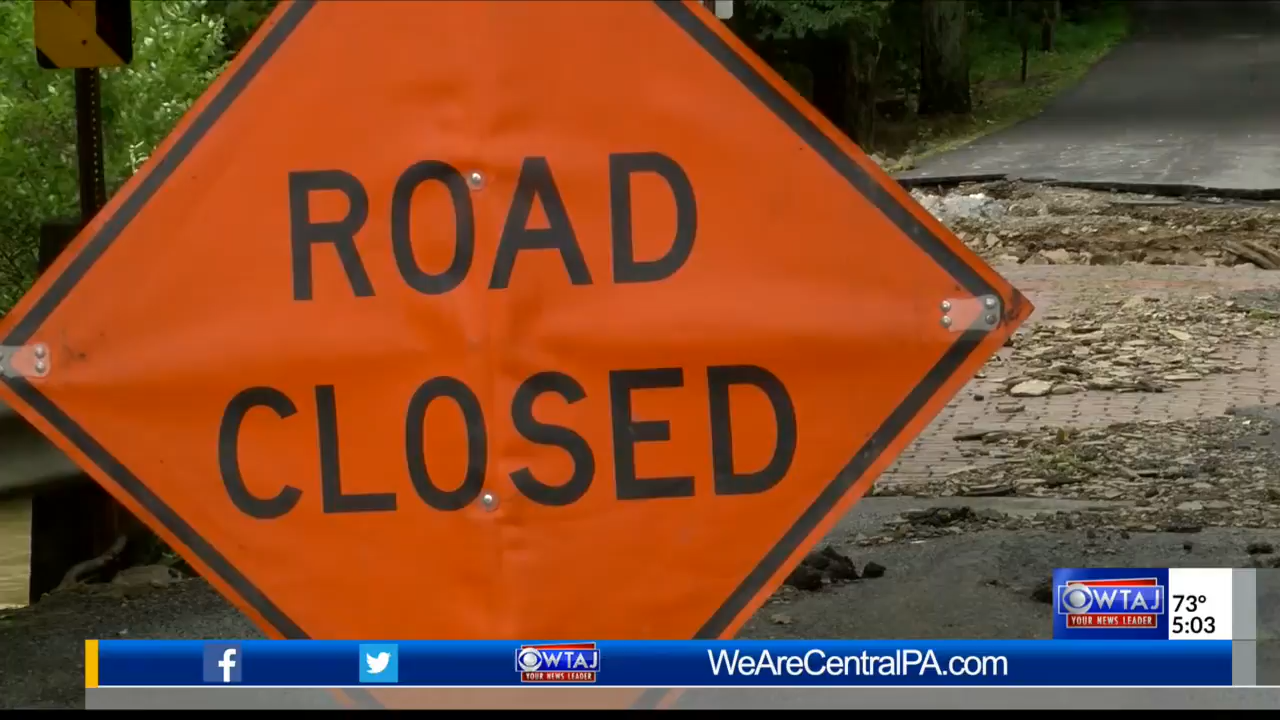 ROAD
CLOSED
WTAJ
YOUR NEWS LEADER
73°
5:03
f
WTAJ
YOUR NEWS LEADER
WeAreCentralPA.com